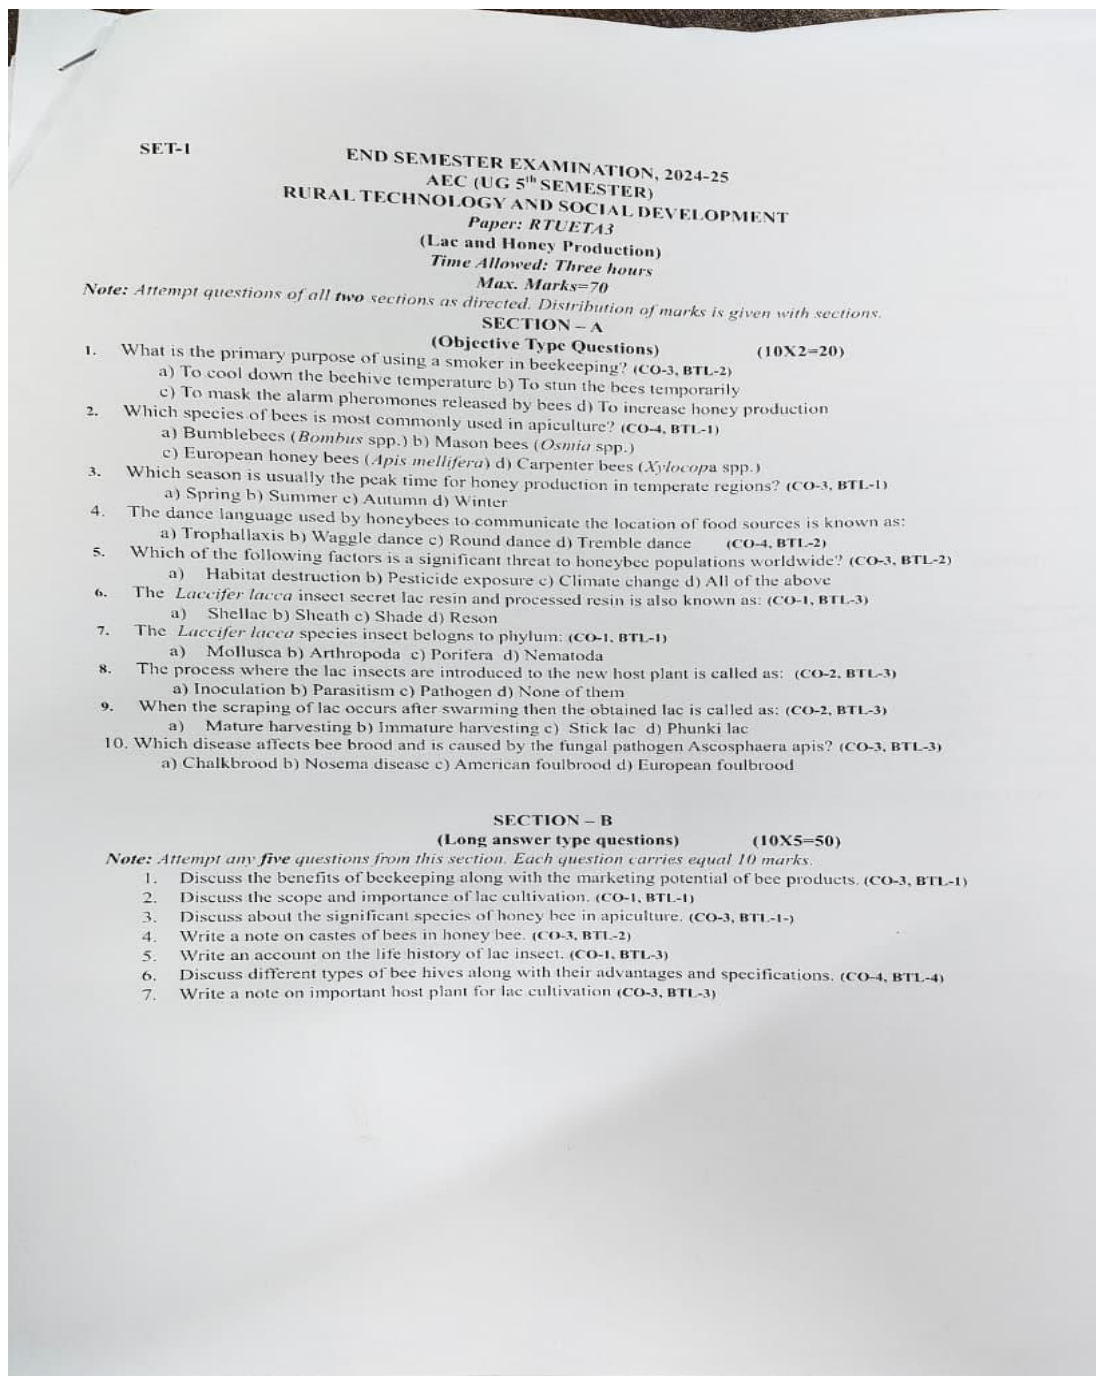 SET-1
END SEMESTER EXAMINATION, 2024-25
AEC (UG 5th SEMESTER)
RURAL TECHNOLOGY AND SOCIAL DEVELOPMENT
Paper: RTUETA3
(Lac and Honey Production)
Time Allowed: Three hours
Max. Marks=70
Note: Attempt questions of all two sections as directed. Distribution of marks is given with sections.
SECTION – A
(Objective Type Questions) (10X2=20)
1. What is the primary purpose of using a smoker in beekeeping? (CO-3, BTL-2)
a) To cool down the beehive temperature b) To stun the bees temporarily
c) To mask the alarm pheromones released by bees d) To increase honey production
2. Which species of bees is most commonly used in apiculture? (CO-4, BTL-1)
a) Bumblebees (Bombus spp.) b) Mason bees (Osmia spp.)
c) European honey bees (Apis mellifera) d) Carpenter bees (Xylocopa spp.)
3. Which season is usually the peak time for honey production in temperate regions? (CO-3, BTL-1)
a) Spring b) Summer c) Autumn d) Winter
4. The dance language used by honeybees to communicate the location of food sources is known as:
a) Trophallaxis b) Waggle dance c) Round dance d) Tremble dance (CO-4, BTL-2)
5. Which of the following factors is a significant threat to honeybee populations worldwide? (CO-3, BTL-2)
a) Habitat destruction b) Pesticide exposure c) Climate change d) All of the above
6. The Laccifer lacca insect secret lac resin and processed resin is also known as: (CO-1, BTL-3)
a) Shellac b) Sheath c) Shade d) Reson
7. The Laccifer lacca species insect belogns to phylum: (CO-1, BTL-1)
a) Mollusca b) Arthropoda c) Porifera d) Nematoda
8. The process where the lac insects are introduced to the new host plant is called as: (CO-2, BTL-3)
a) Inoculation b) Parasitism c) Pathogen d) None of them
9. When the scraping of lac occurs after swarming then the obtained lac is called as: (CO-2, BTL-3)
a) Mature harvesting b) Immature harvesting c) Stick lac d) Phunki lac
10. Which disease affects bee brood and is caused by the fungal pathogen Ascosphaera apis? (CO-3, BTL-3)
a) Chalkbrood b) Nosema disease c) American foulbrood d) European foulbrood
SECTION – B
(Long answer type questions) (10X5=50)
Note: Attempt any five questions from this section. Each question carries equal 10 marks.
1. Discuss the benefits of beekeeping along with the marketing potential of bee products. (CO-3, BTL-1)
2. Discuss the scope and importance of lac cultivation. (CO-1, BTL-1)
3. Discuss about the significant species of honey bee in apiculture. (CO-3, BTL-1-)
4. Write a note on castes of bees in honey bee. (CO-3, BTL-2)
5. Write an account on the life history of lac insect. (CO-1, BTL-3)
6. Discuss different types of bee hives along with their advantages and specifications. (CO-4, BTL-4)
7. Write a note on important host plant for lac cultivation (CO-3, BTL-3)